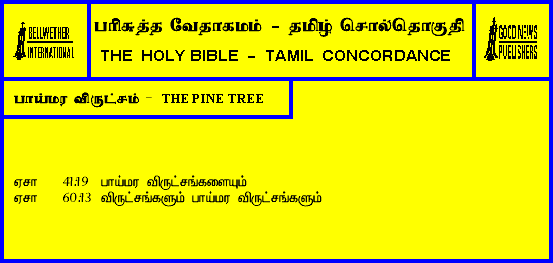 BELLWETHER
INTERNATIONAL
பரிசுத்த வேதாகமம் - தமிழ் சொல்தொகுதி
THE HOLY BIBLE - TAMIL CONCORDANCE
GOOD NEWS
PUBLISHERS
பாய்மர விருட்சம் - THE PINE TREE
ஏசா 41:19 பாய்மர விருட்சங்களையும்
ஏசா 60:13 விருட்சங்களும் பாய்மர விருட்சங்களும்